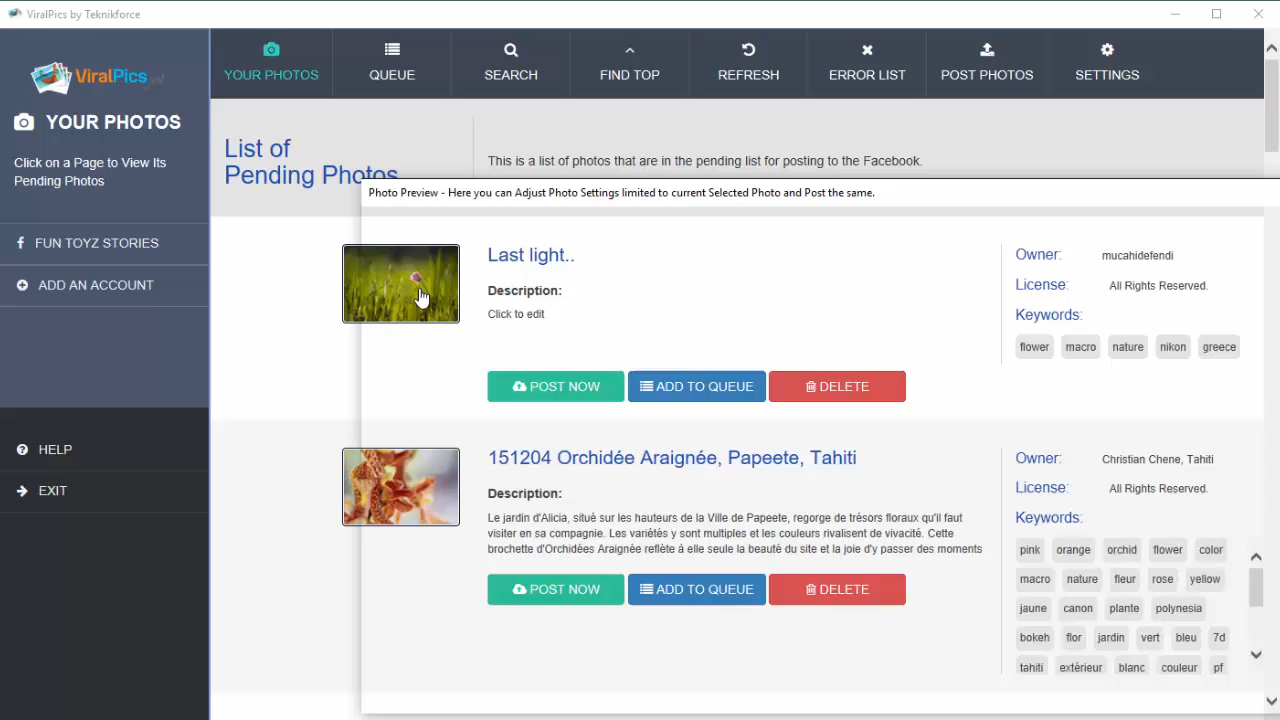 ViralPics by Teknikforce
ViralPics
YOUR PHOTOS
Click on a Page to View Its
Pending Photos
FUN TOYZ STORIES
ADD AN ACCOUNT
HELP
EXIT
YOUR PHOTOS
QUEUE
SEARCH
FIND TOP
REFRESH
ERROR LIST
POST PHOTOS
SETTINGS
List of
Pending Photos
This is a list of photos that are in the pending list for posting to the Facebook.
Photo Preview - Here you can Adjust Photo Settings limited to current Selected Photo and Post the same.
Last light..
Description:
Click to edit
POST NOW
ADD TO QUEUE
DELETE
Owner: mucahidefendi
License: All Rights Reserved.
Keywords:
flower macro nature nikon greece
151204 Orchidée Araignée, Papeete, Tahiti
Description:
Le jardin d'Alicia, situè sur les hauteurs de la Ville de Papeete, regorge de trésors floraux qu'il faut
visiter en sa compagnie. Les variétés y sont multiples et les couleurs rivalisent de vivacité. Cette
brochette d'Orchidées Araignée reflète à elle seule la beauté du site et la joie d'y passer des moments
POST NOW
ADD TO QUEUE
DELETE
Owner: Christian Chene, Tahiti
License: All Rights Reserved.
Keywords:
pink orange orchid flower color
macro nature fleur rose yellow
jaune canon plante polynesia
bokeh flor jardin vert bleu 7d
tahiti extèrieur blanc couleur pf